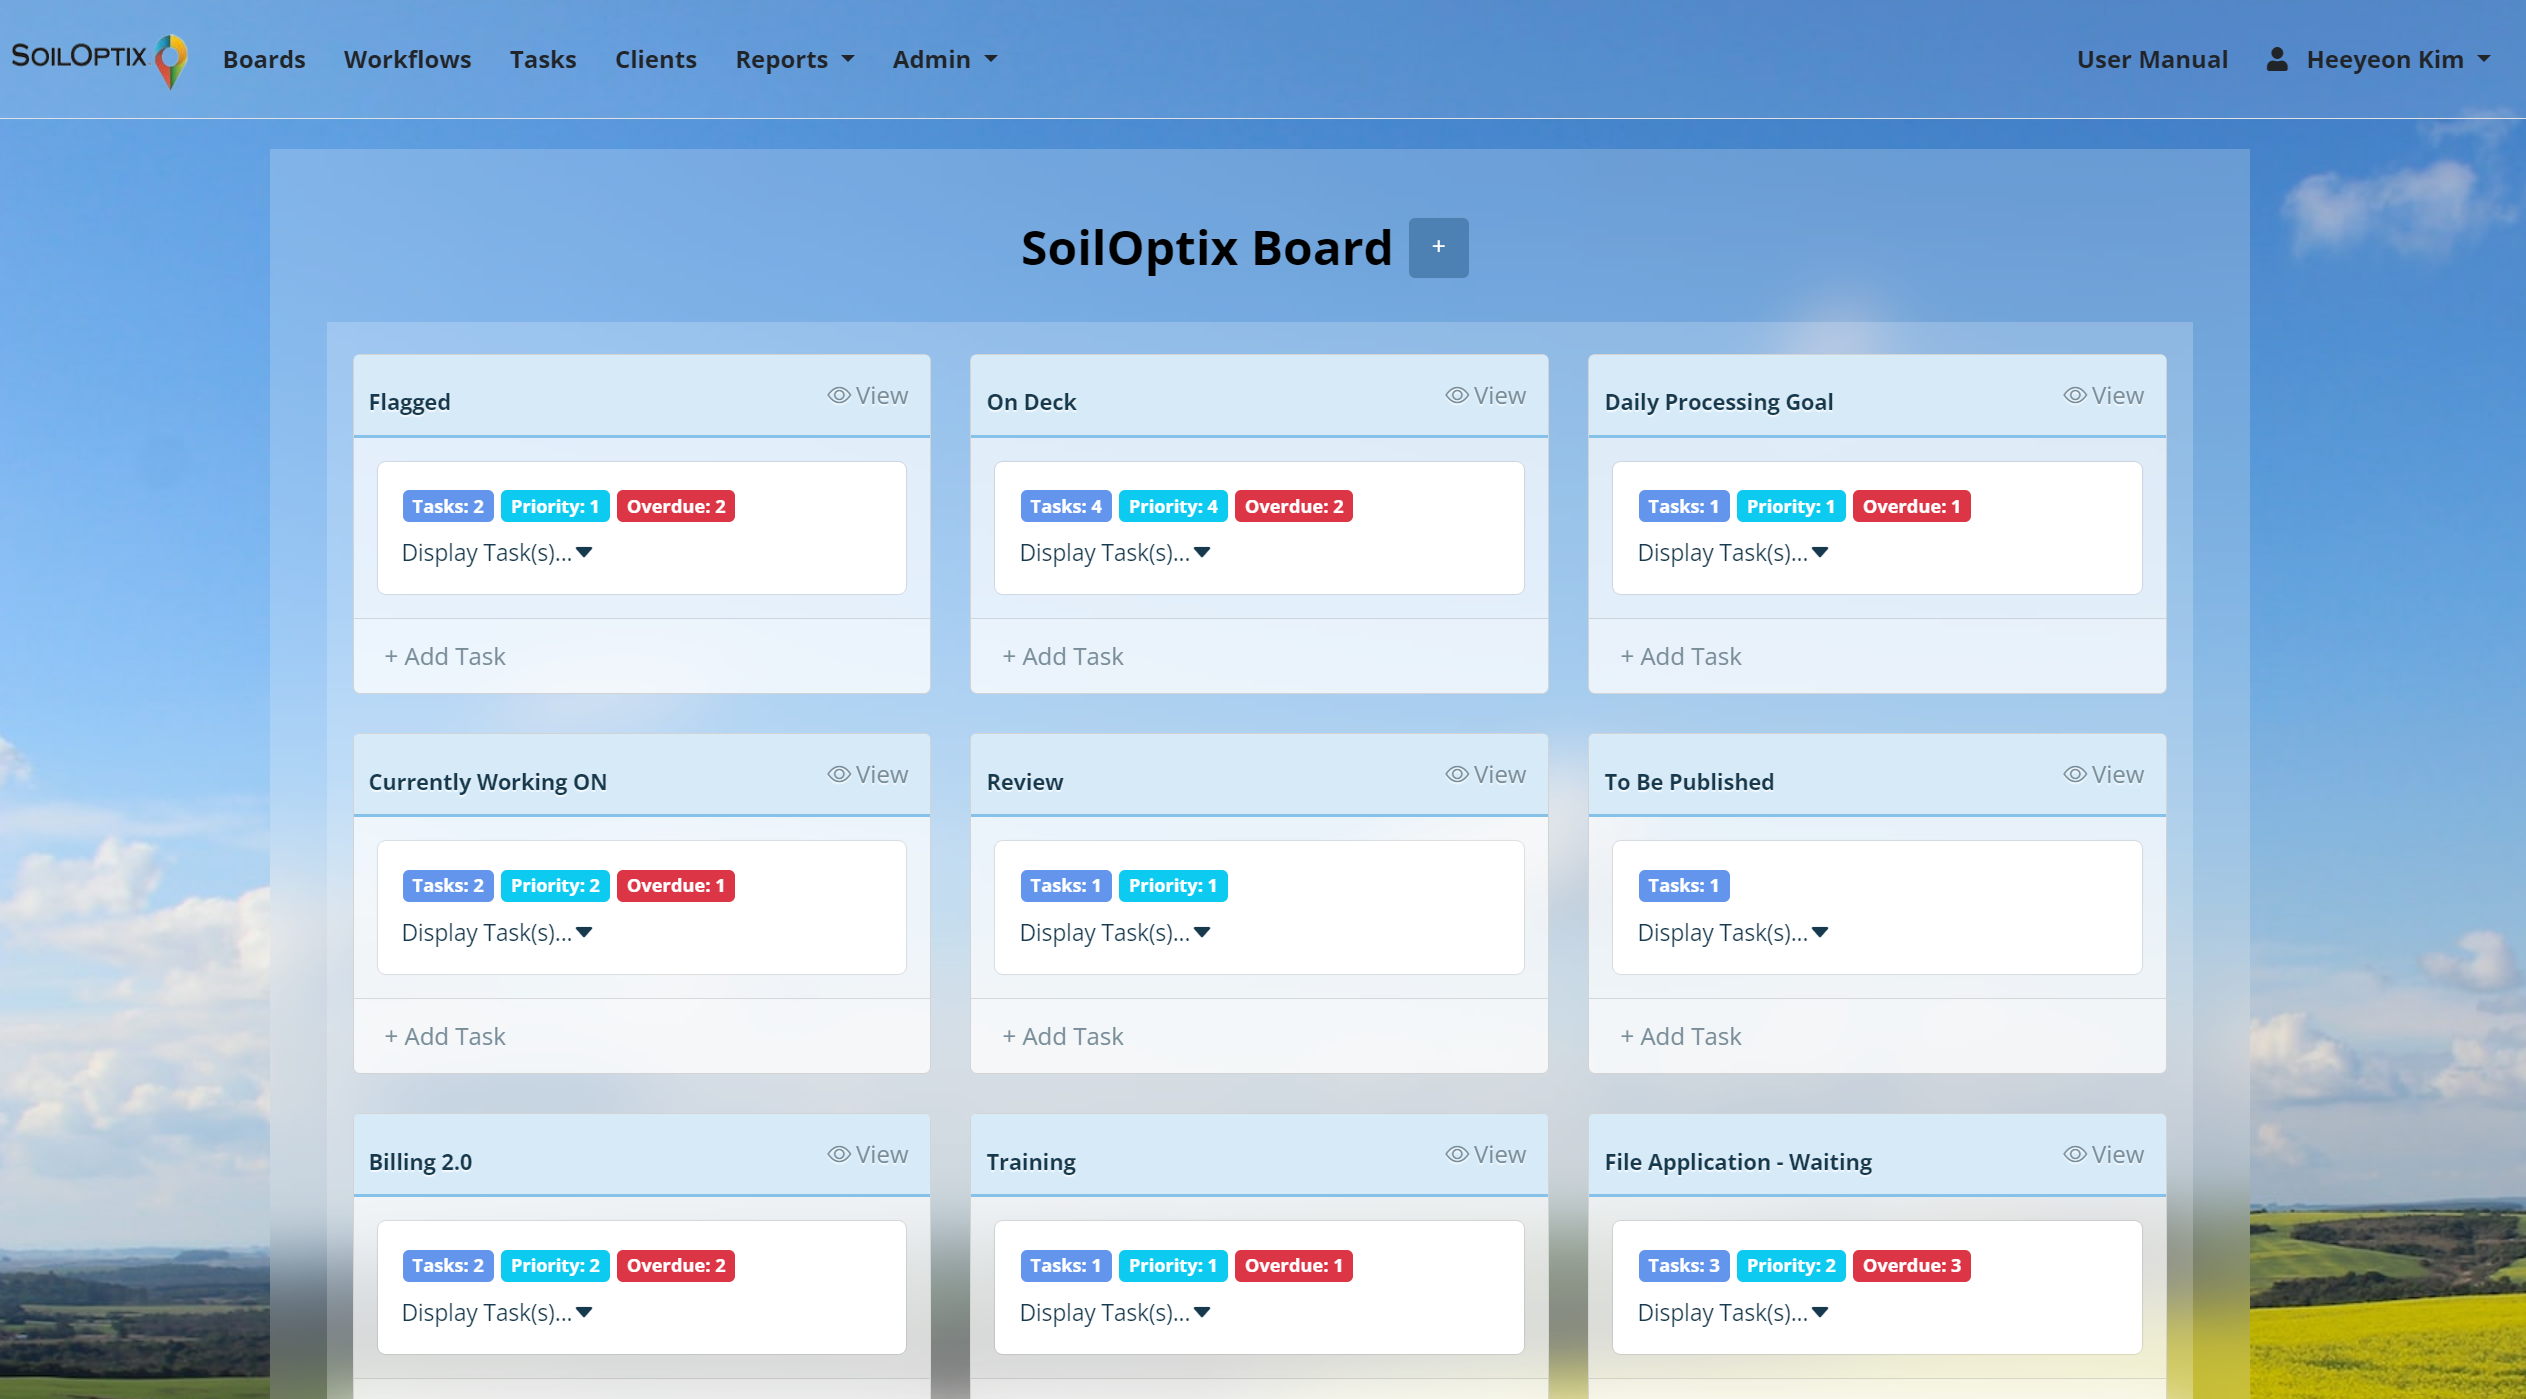 SOILOPTIX Boards Workflows Tasks Clients Reports Admin User Manual Heeyeon Kim
SoilOptix Board +
Flagged View On Deck View Daily Processing Goal View
Tasks: 2 Priority: 1 Overdue: 2 Tasks: 4 Priority: 4 Overdue: 2 Tasks: 1 Priority: 1 Overdue: 1
Display Task(s)... Display Task(s)... Display Task(s)...
+ Add Task + Add Task + Add Task
Currently Working ON View Review View To Be Published View
Tasks: 2 Priority: 2 Overdue: 1 Tasks: 1 Priority: 1 Tasks: 1
Display Task(s)... Display Task(s)... Display Task(s)...
+ Add Task + Add Task + Add Task
Billing 2.0 View Training View File Application - Waiting View
Tasks: 2 Priority: 2 Overdue: 2 Tasks: 1 Priority: 1 Overdue: 1 Tasks: 3 Priority: 2 Overdue: 3
Display Task(s)... Display Task(s)... Display Task(s)...